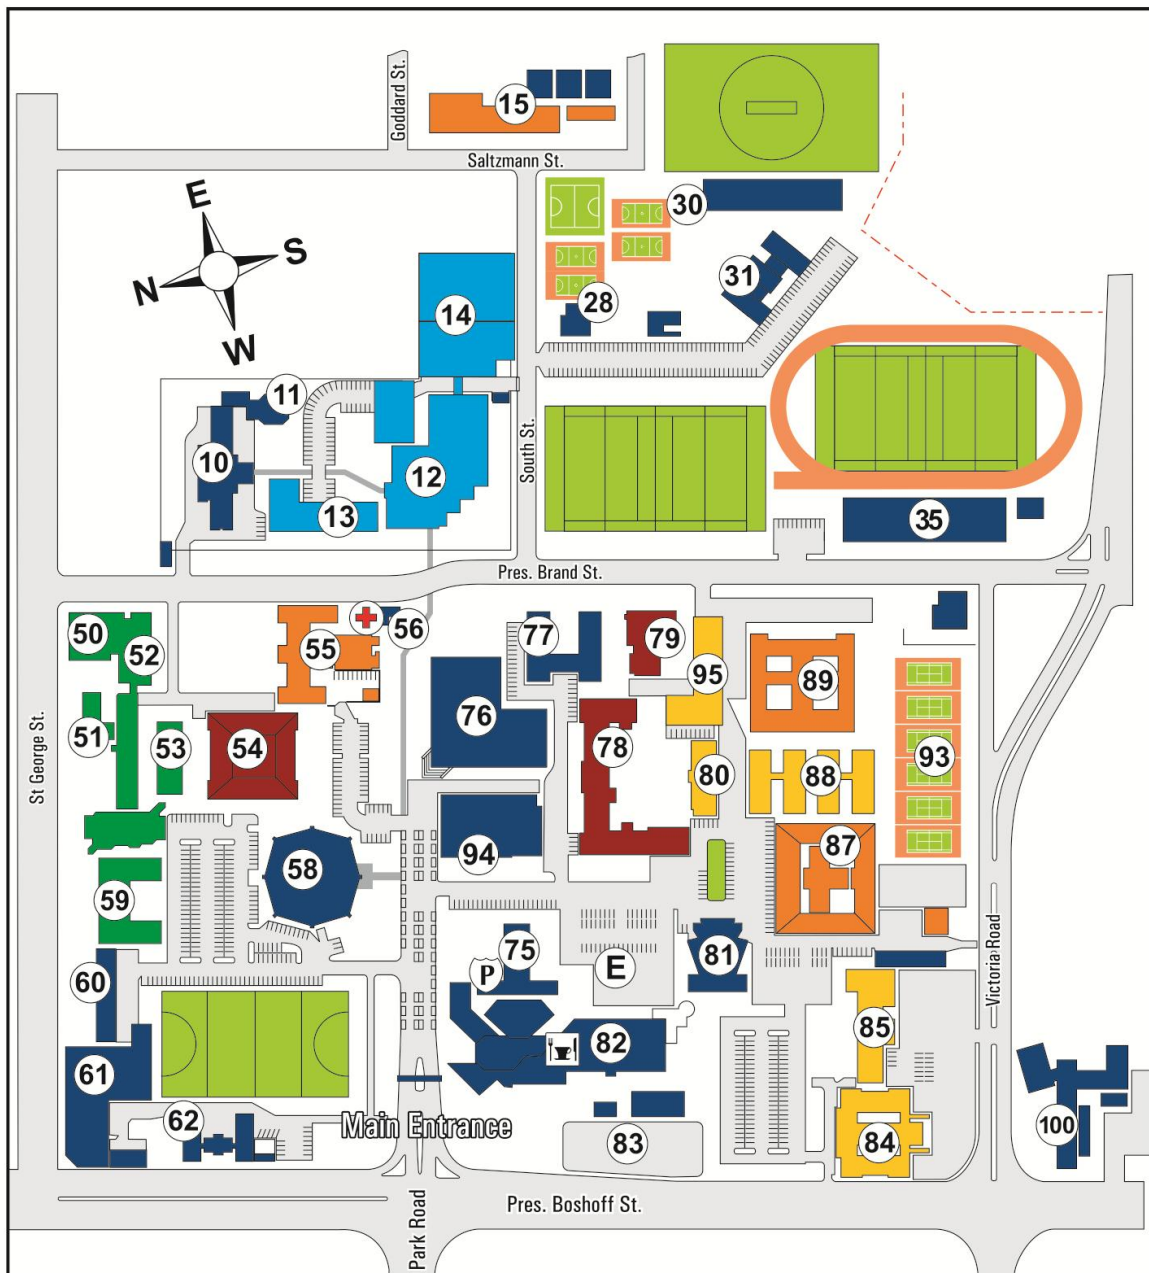 Goddard St.
15
Saltzmann St.
30
E
S
N
W
31
28
14
11
10
12
13
South St.
35
Pres. Brand St.
50
52
55
56
77
79
95
89
51
53
54
76
78
80
88
93
St George St.
58
94
87
59
75
P
E
81
60
85
Victoria Road
61
82
62
Main Entrance
83
84
100
Park Road
Pres. Boshoff St.